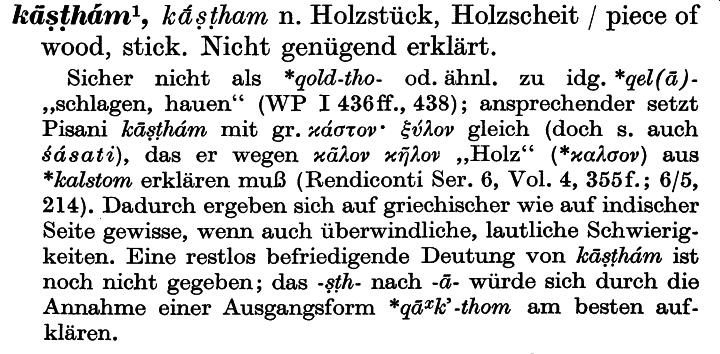 kāṣṭhám¹, kā́ṣṭham n. Holzstück, Holzscheit / piece of
wood, stick. Nicht genügend erklärt.
Sicher nicht als *qold-tho- od. ähnl. zu idg. *qel(ā)-
„schlagen, hauen“ (WP I 436ff., 438); ansprechender setzt
Pisani kāṣṭhám mit gr. κάστον· ξύλον gleich (doch s. auch
śásati), das er wegen κᾶλον κῆλον „Holz“ (*καλσον) aus
*kalstom erklären muß (Rendiconti Ser. 6, Vol. 4, 355f.; 6/5,
214). Dadurch ergeben sich auf griechischer wie auf indischer
Seite gewisse, wenn auch überwindliche, lautliche Schwierig-
keiten. Eine restlos befriedigende Deutung von kāṣṭhám ist
noch nicht gegeben; das -ṣṭh- nach -ā- würde sich durch die
Annahme einer Ausgangsform *qāˣk’-thom am besten auf-
klären.